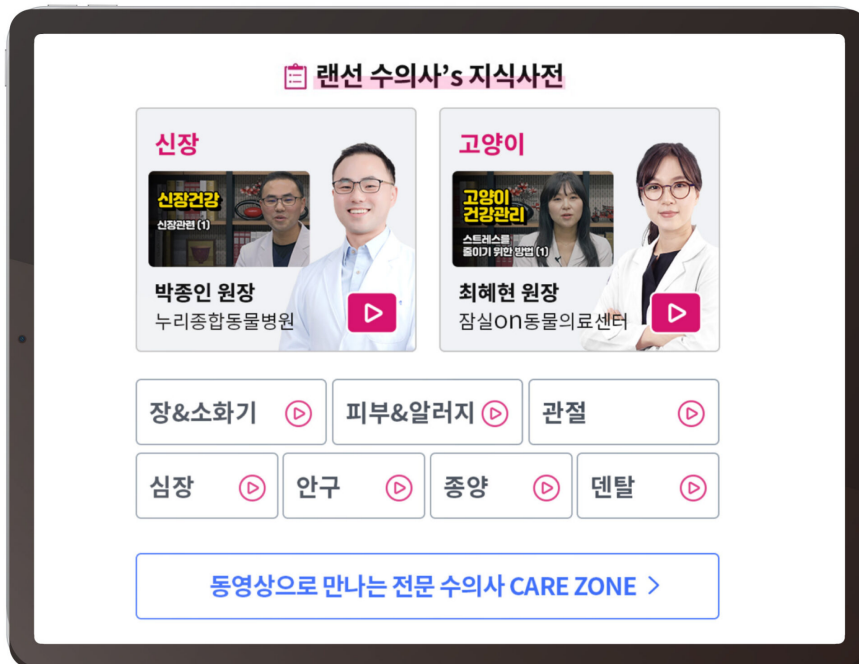 랜선 수의사's 지식사전
신장
신장건강
신장관련 (1)
박종인 원장
누리종합동물병원
고양이
고양이
건강관리
스트레스를
줄이기 위한 방법 (1)
최혜현 원장
잠실on동물의료센터
장&소화기
피부&알러지
관절
심장
안구
종양
덴탈
동영상으로 만나는 전문 수의사 CARE ZONE >